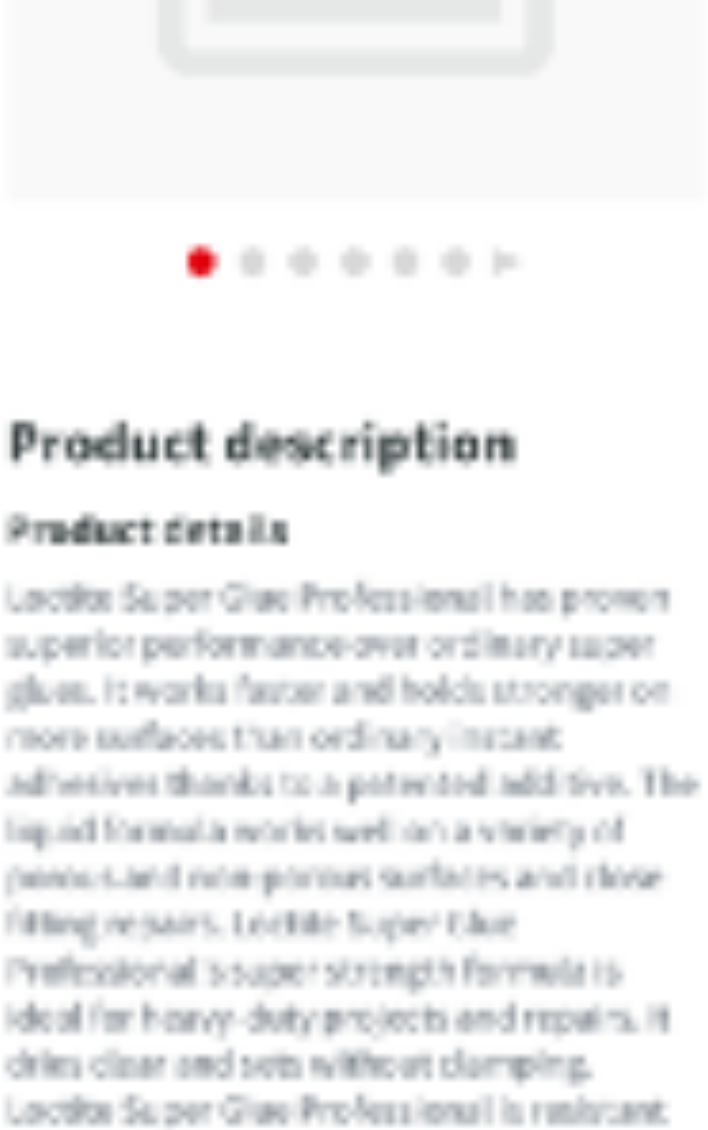 Product description
Product details
Loctite Super Glue Professional has proven
superior performance over ordinary super
glues. It works faster and holds stronger on
more surfaces than ordinary instant
adhesives thanks to a patented additive. The
liquid formula works well on a variety of
porous and non-porous surfaces and close
fitting repairs. Loctite Super Glue
Professional's super strength formula is
ideal for heavy-duty projects and repairs. It
dries clear and sets without clamping.
Loctite Super Glue Professional is resistant